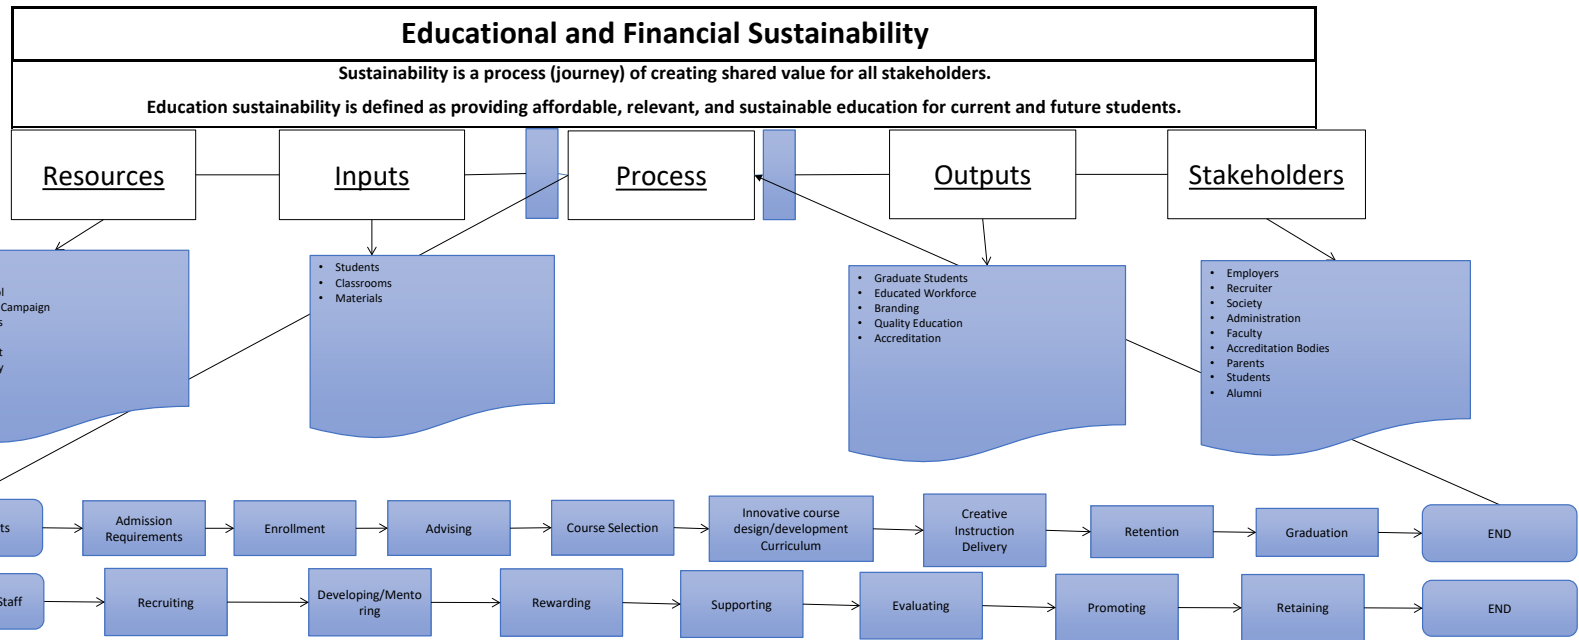 Educational and Financial Sustainability
Sustainability is a process (journey) of creating shared value for all stakeholders.
Education sustainability is defined as providing affordable, relevant, and sustainable education for current and future students.
Resources
Inputs
Process
Outputs
Stakeholders
Campaign
• Students
• Classrooms
• Materials
• Graduate Students
• Educated Workforce
• Branding
• Quality Education
• Accreditation
• Employers
• Recruiter
• Society
• Administration
• Faculty
• Accreditation Bodies
• Parents
• Students
• Alumni
Admission
Requirements
Enrollment
Advising
Course Selection
Innovative course
design/development
Curriculum
Creative
Instruction
Delivery
Retention
Graduation
END
Staff
Recruiting
Developing/Mento
ring
Rewarding
Supporting
Evaluating
Promoting
Retaining
END